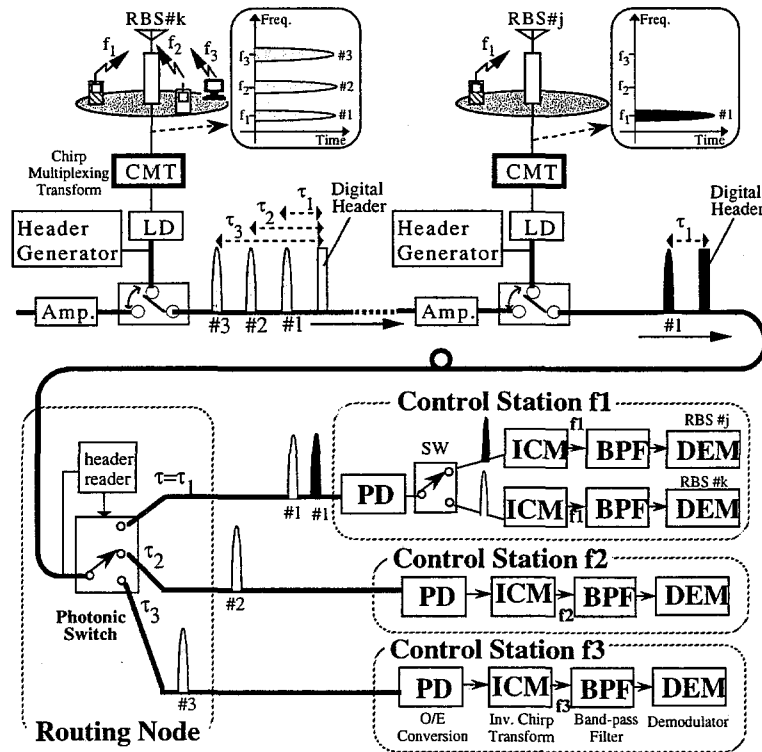 RBS#k
f1
f2
f3
Freq.
f3
#3
f2
#2
f1
#1
Time
RBS#j
f1
Freq.
f3
f2
f1
#1
Time
Chirp
Multiplexing
Transform
CMT
CMT
Header
Generator
LD
τ1
τ2
τ3
Digital
Header
Header
Generator
LD
Digital
Header
τ1
Amp.
#3
#2
#1
Amp.
#1
Control Station f1
header
reader
τ=τ1
#1
#1
PD
SW
ICM
f1
BPF
RBS #j
DEM
ICM
f1
BPF
RBS #k
DEM
τ2
τ3
Photonic
Switch
#2
Control Station f2
PD
ICM
f2
BPF
DEM
#3
Control Station f3
PD
ICM
f3
BPF
DEM
O/E
Conversion
Inv. Chirp
Transform
Band-pass
Filter
Demodulator
Routing Node